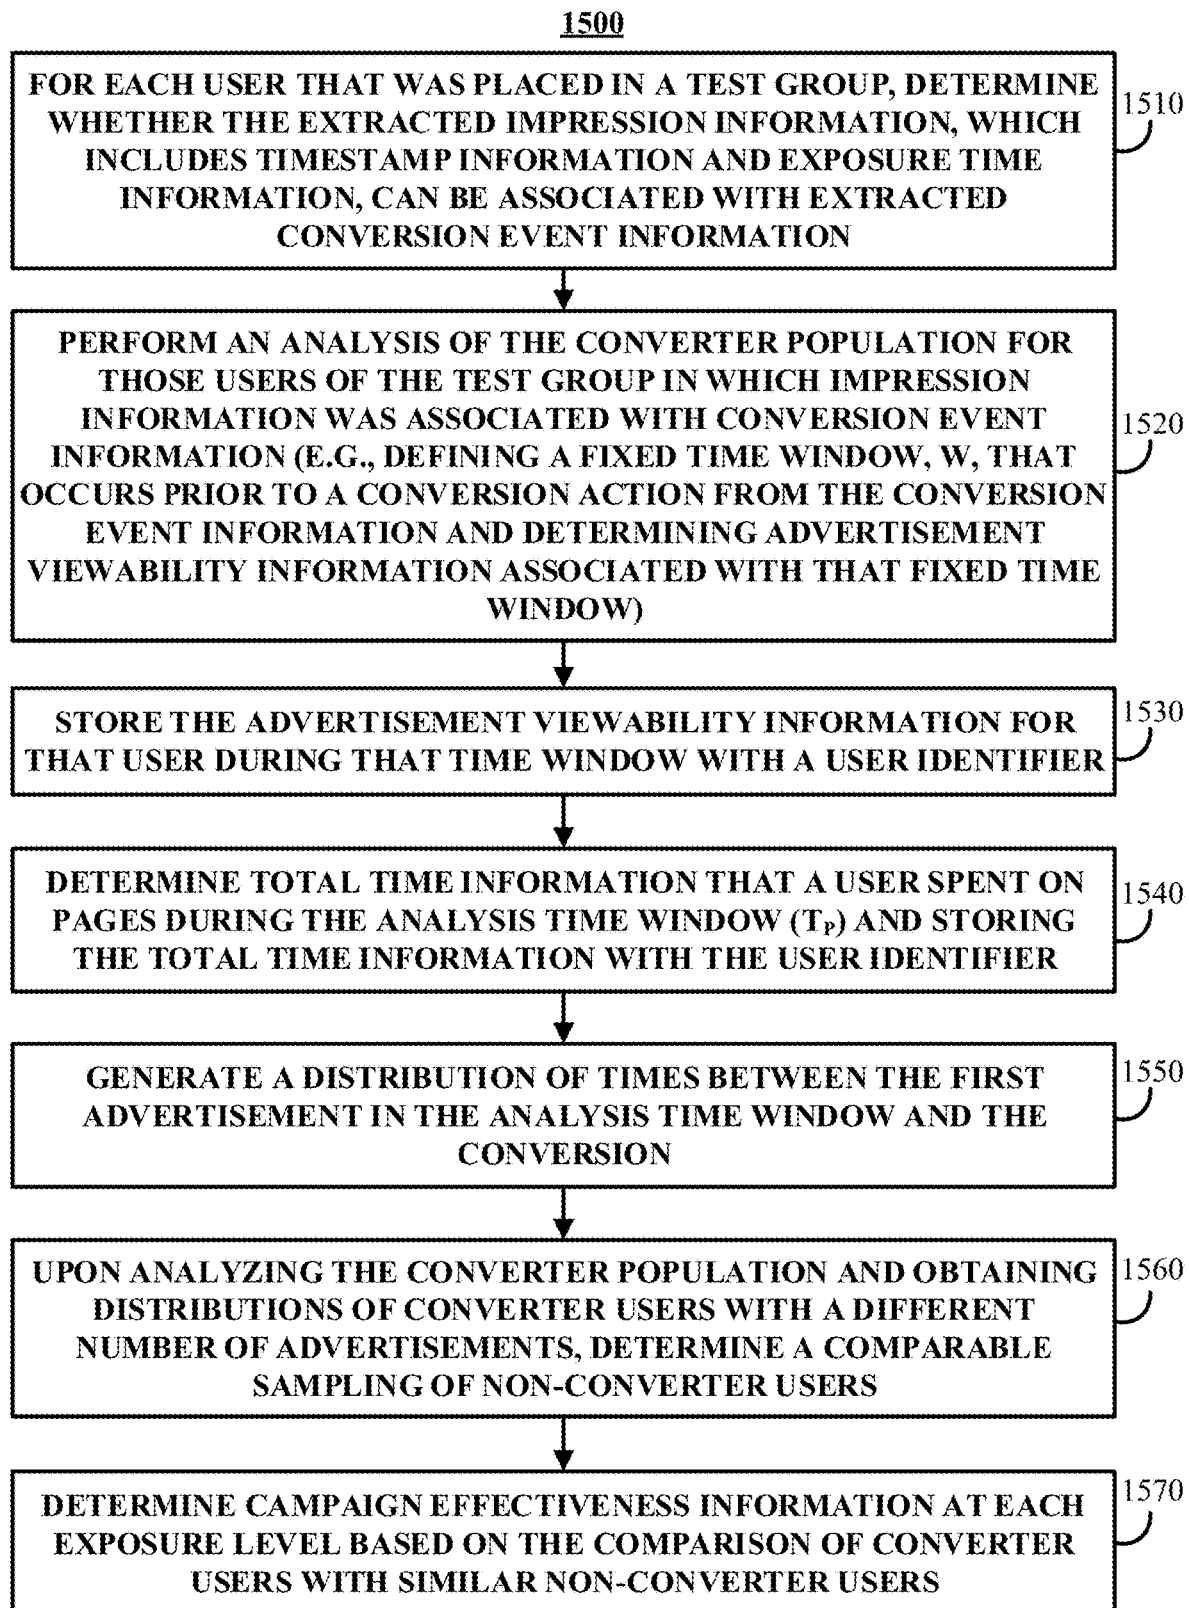 1500
FOR EACH USER THAT WAS PLACED IN A TEST GROUP, DETERMINE
WHETHER THE EXTRACTED IMPRESSION INFORMATION, WHICH
INCLUDES TIMESTAMP INFORMATION AND EXPOSURE TIME
INFORMATION, CAN BE ASSOCIATED WITH EXTRACTED
CONVERSION EVENT INFORMATION
1510
PERFORM AN ANALYSIS OF THE CONVERTER POPULATION FOR
THOSE USERS OF THE TEST GROUP IN WHICH IMPRESSION
INFORMATION WAS ASSOCIATED WITH CONVERSION EVENT
INFORMATION (E.G., DEFINING A FIXED TIME WINDOW, W, THAT
OCCURS PRIOR TO A CONVERSION ACTION FROM THE CONVERSION
EVENT INFORMATION AND DETERMINING ADVERTISEMENT
VIEWABILITY INFORMATION ASSOCIATED WITH THAT FIXED TIME
WINDOW)
1520
STORE THE ADVERTISEMENT VIEWABILITY INFORMATION FOR
THAT USER DURING THAT TIME WINDOW WITH A USER IDENTIFIER
1530
DETERMINE TOTAL TIME INFORMATION THAT A USER SPENT ON
PAGES DURING THE ANALYSIS TIME WINDOW (TP) AND STORING
THE TOTAL TIME INFORMATION WITH THE USER IDENTIFIER
1540
GENERATE A DISTRIBUTION OF TIMES BETWEEN THE FIRST
ADVERTISEMENT IN THE ANALYSIS TIME WINDOW AND THE
CONVERSION
1550
UPON ANALYZING THE CONVERTER POPULATION AND OBTAINING
DISTRIBUTIONS OF CONVERTER USERS WITH A DIFFERENT
NUMBER OF ADVERTISEMENTS, DETERMINE A COMPARABLE
SAMPLING OF NON-CONVERTER USERS
1560
DETERMINE CAMPAIGN EFFECTIVENESS INFORMATION AT EACH
EXPOSURE LEVEL BASED ON THE COMPARISON OF CONVERTER
USERS WITH SIMILAR NON-CONVERTER USERS
1570